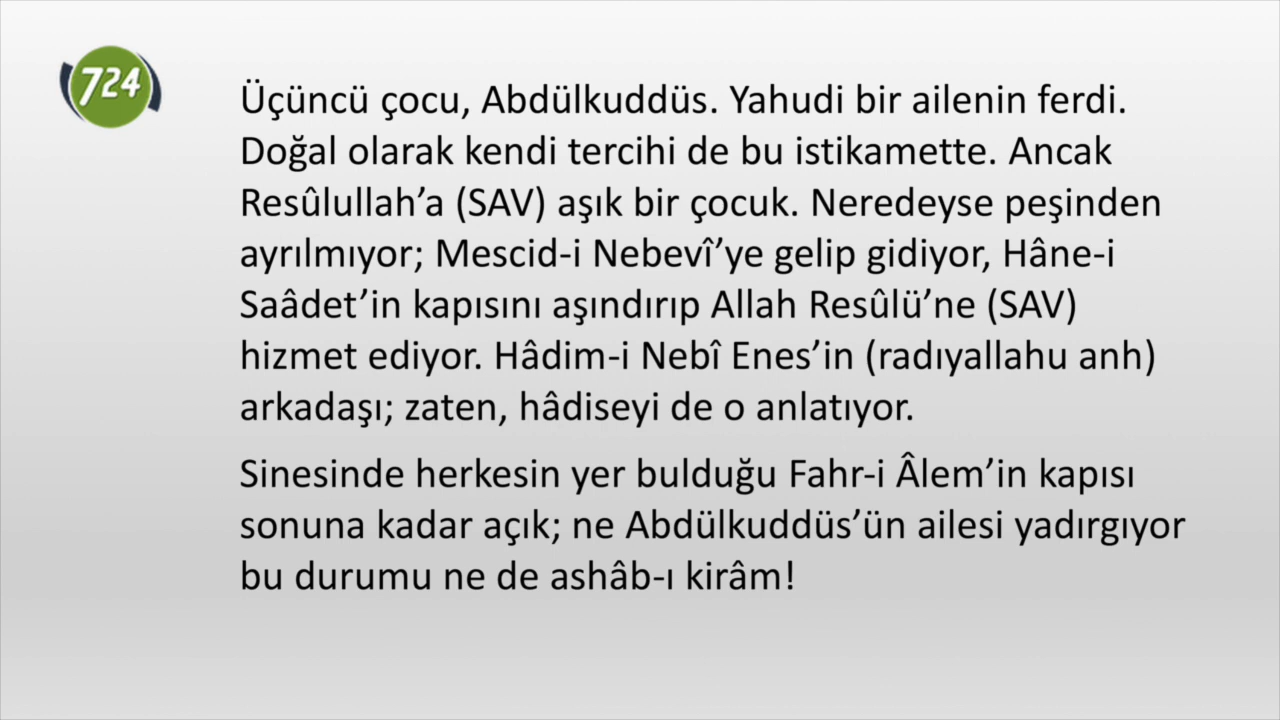 724
Üçüncü çocu, Abdülkuddüs. Yahudi bir ailenin ferdi.
Doğal olarak kendi tercihi de bu istikamette. Ancak
Resûlullah’a (SAV) aşık bir çocuk. Neredeyse peşinden
ayrılmıyor; Mescid-i Nebevî’ye gelip gidiyor, Hâne-i
Saâdet’in kapısını aşındırıp Allah Resûlü’ne (SAV)
hizmet ediyor. Hâdim-i Nebî Enes’in (radıyallahu anh)
arkadaşı; zaten, hâdiseyi de o anlatıyor.
Sinesinde herkesin yer bulduğu Fahr-i Âlem’in kapısı
sonuna kadar açık; ne Abdülkuddüs’ün ailesi yadırgıyor
bu durumu ne de ashâb-ı kirâm!